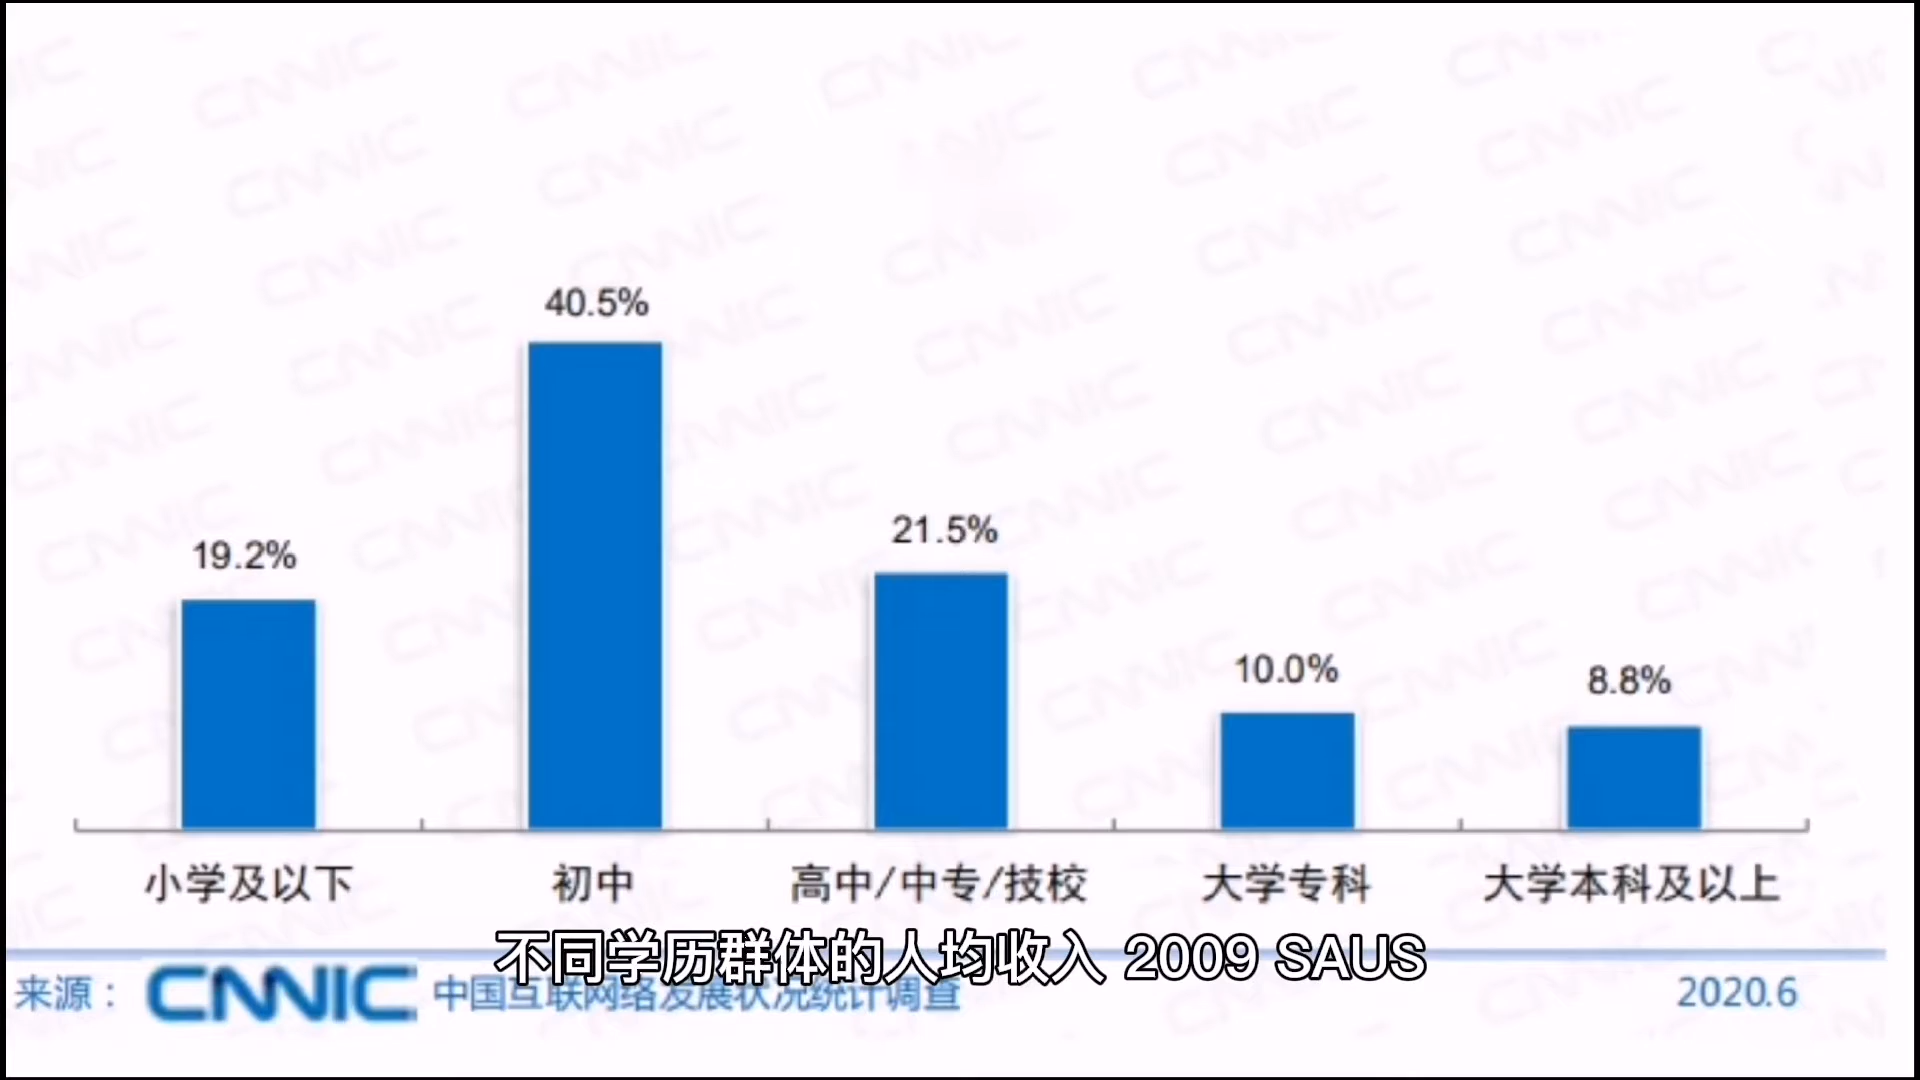 40.5%
21.5%
19.2%
10.0%
8.8%
小学及以下 初中 高中/中专/技校 大学专科 大学本科及以上
不同学历群体的人均收入 2009 SAUS
来源： CNNIC 中国互联网络发展状况统计调查 2020.6